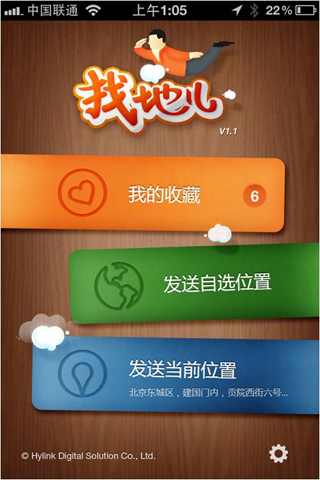 中国联通 上午1:05 22%
找地儿
V1.1
我的收藏 6
发送自选位置
发送当前位置
北京东城区，建国门内，贡院西街六号...
© Hylink Digital Solution Co., Ltd.